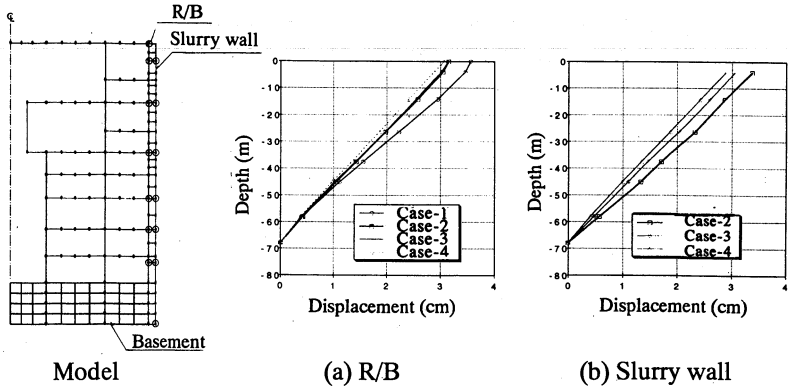 ℄
R/B
Slurry wall
Basement
Model
0
-10
-20
-30
-40
-50
-60
-70
-80
Depth (m)
Case-1
Case-2
Case-3
Case-4
0 1 2 3 4
Displacement (cm)
(a) R/B
0
-10
-20
-30
-40
-50
-60
-70
-80
Depth (m)
Case-2
Case-3
Case-4
0 1 2 3 4
Displacement (cm)
(b) Slurry wall